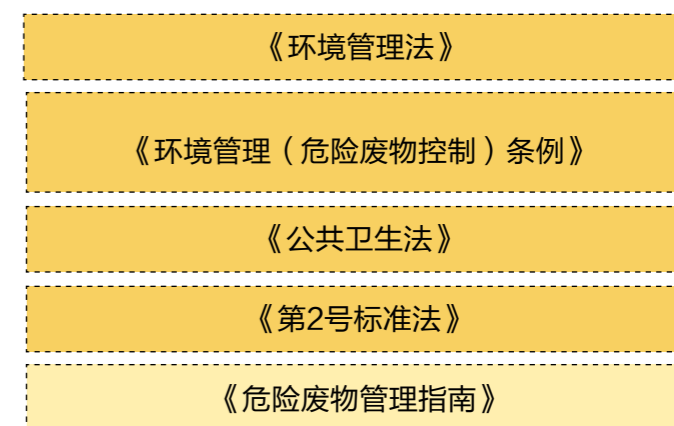 《环境管理法》
《环境管理（危险废物控制）条例》
《公共卫生法》
《第2号标准法》
《危险废物管理指南》